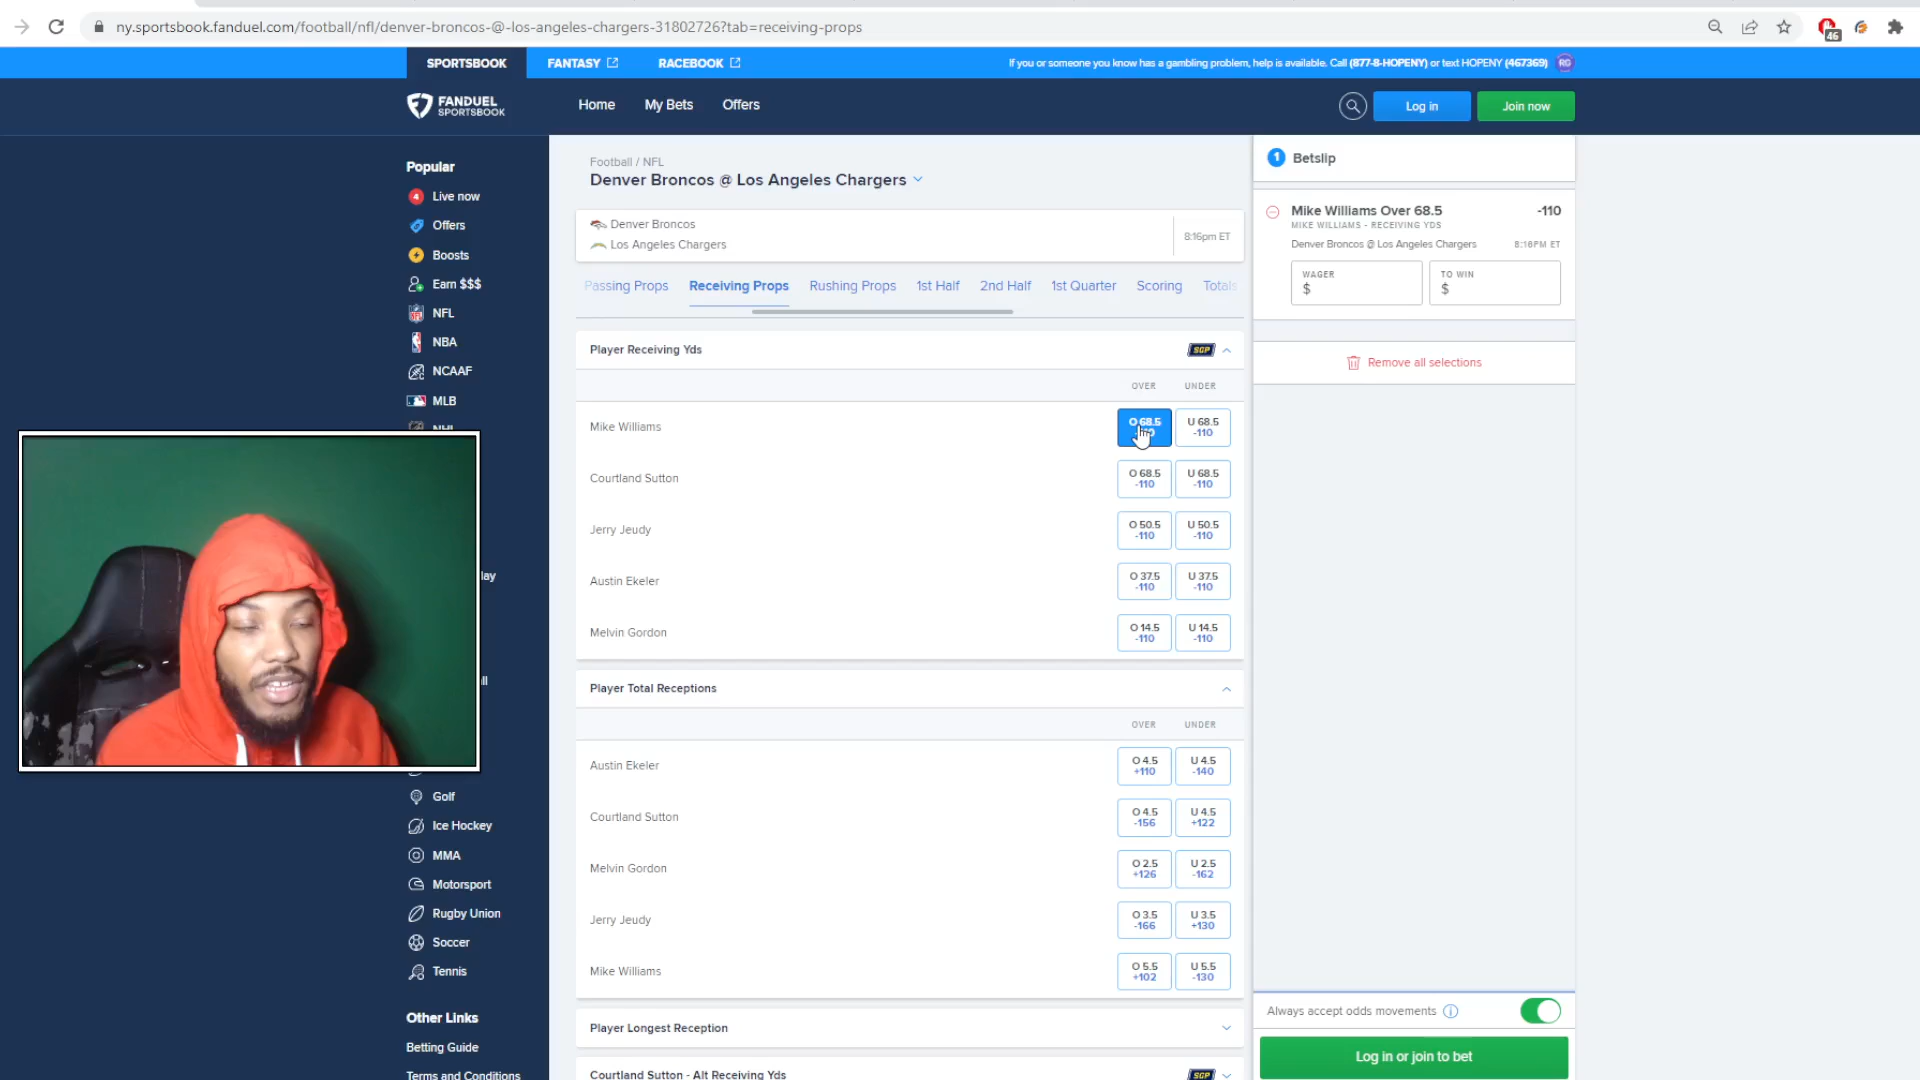 ny.sportsbook.fanduel.com/football/nfl/denver-broncos-@-los-angeles-chargers-31802726?tab=receiving-props
46
SPORTSBOOK
FANTASY
RACEBOOK
If you or someone you know has a gambling problem, help is available. Call (877-8-HOPENY) or text HOPENY (467369)
RG
FANDUEL
SPORTSBOOK
Home
My Bets
Offers
Log in
Join now
Popular
4 Live now
Offers
Boosts
Earn $$$
NFL
NBA
NCAAF
MLB
lay
ll
Golf
Ice Hockey
MMA
Motorsport
Rugby Union
Soccer
Tennis
Other Links
Betting Guide
Terms and Conditions
Football / NFL
Denver Broncos @ Los Angeles Chargers
Denver Broncos
Los Angeles Chargers
8:16pm ET
Passing Props
Receiving Props
Rushing Props
1st Half
2nd Half
1st Quarter
Scoring
Totals
Player Receiving Yds
SGP
OVER UNDER
Mike Williams
O 68.5
U 68.5
-110
Courtland Sutton
O 68.5
-110
U 68.5
-110
Jerry Jeudy
O 50.5
-110
U 50.5
-110
Austin Ekeler
O 37.5
-110
U 37.5
-110
Melvin Gordon
O 14.5
-110
U 14.5
-110
Player Total Receptions
OVER UNDER
Austin Ekeler
O 4.5
+110
U 4.5
-140
Courtland Sutton
O 4.5
-156
U 4.5
+122
Melvin Gordon
O 2.5
+126
U 2.5
-162
Jerry Jeudy
O 3.5
-166
U 3.5
+130
Mike Williams
O 5.5
+102
U 5.5
-130
Player Longest Reception
Courtland Sutton - Alt Receiving Yds
SGP
1 Betslip
Mike Williams Over 68.5 -110
MIKE WILLIAMS - RECEIVING YDS
Denver Broncos @ Los Angeles Chargers 8:16PM ET
WAGER
$
TO WIN
$
Remove all selections
Always accept odds movements
Log in or join to bet